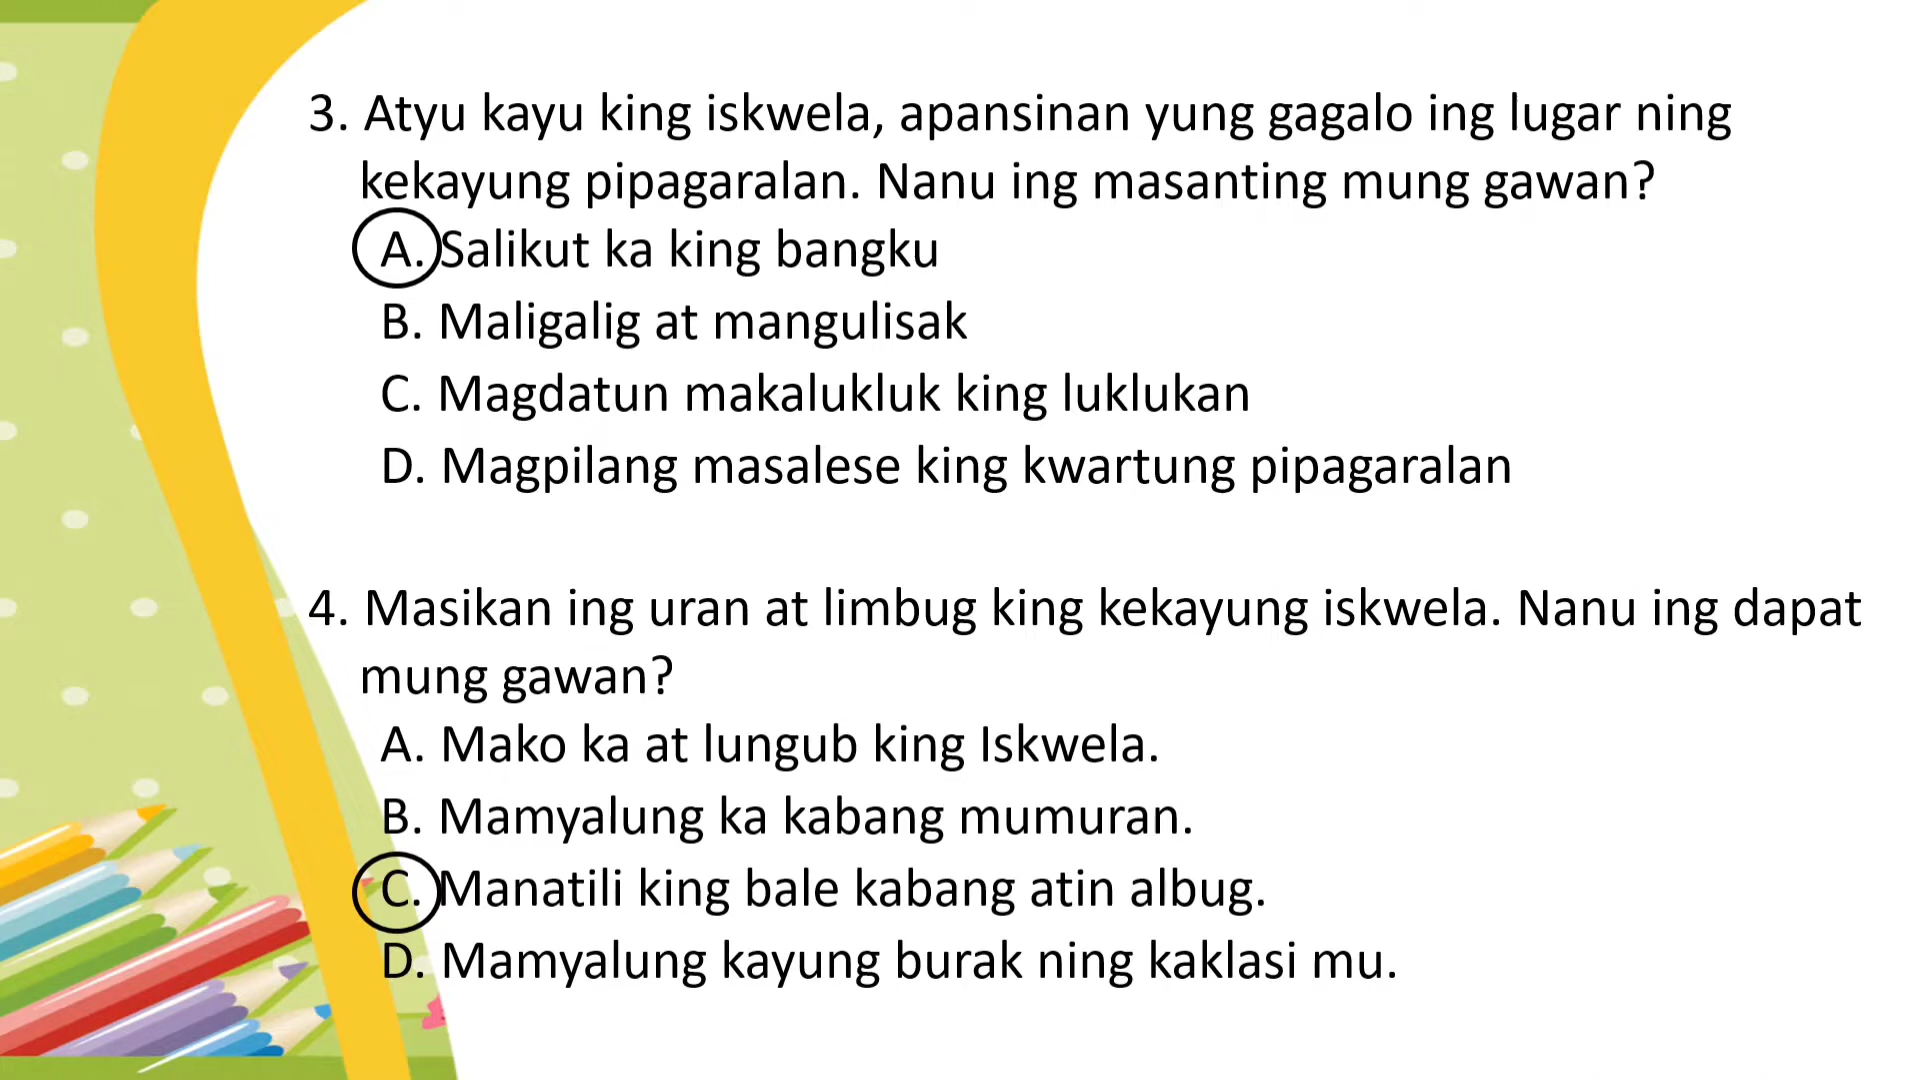 3. Atyu kayu king iskwela, apansinan yung gagalo ing lugar ning
kekayung pipagaralan. Nanu ing masanting mung gawan?
A. Salikut ka king bangku
B. Maligalig at mangulisak
C. Magdatun makalukluk king luklukan
D. Magpilang masalese king kwartung pipagaralan
4. Masikan ing uran at limbug king kekayung iskwela. Nanu ing dapat
mung gawan?
A. Mako ka at lungub king Iskwela.
B. Mamyalung ka kabang mumuran.
C. Manatili king bale kabang atin albug.
D. Mamyalung kayung burak ning kaklasi mu.